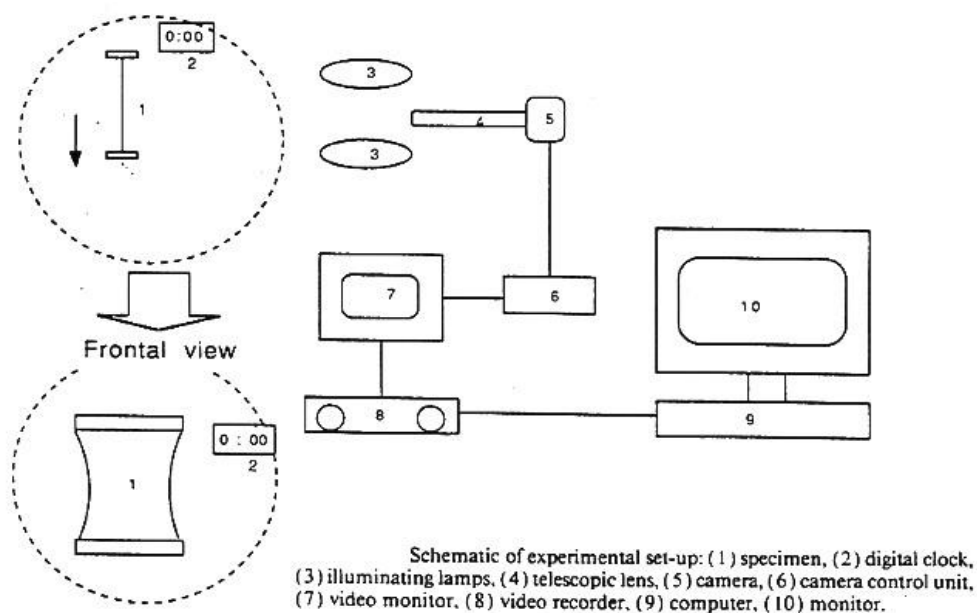 0:00
2
1
3
3
4
5
6
7
8
9
10
Frontal view
0 : 00
2
1
Schematic of experimental set-up: (1) specimen, (2) digital clock,
(3) illuminating lamps, (4) telescopic lens, (5) camera, (6) camera control unit,
(7) video monitor, (8) video recorder, (9) computer, (10) monitor.